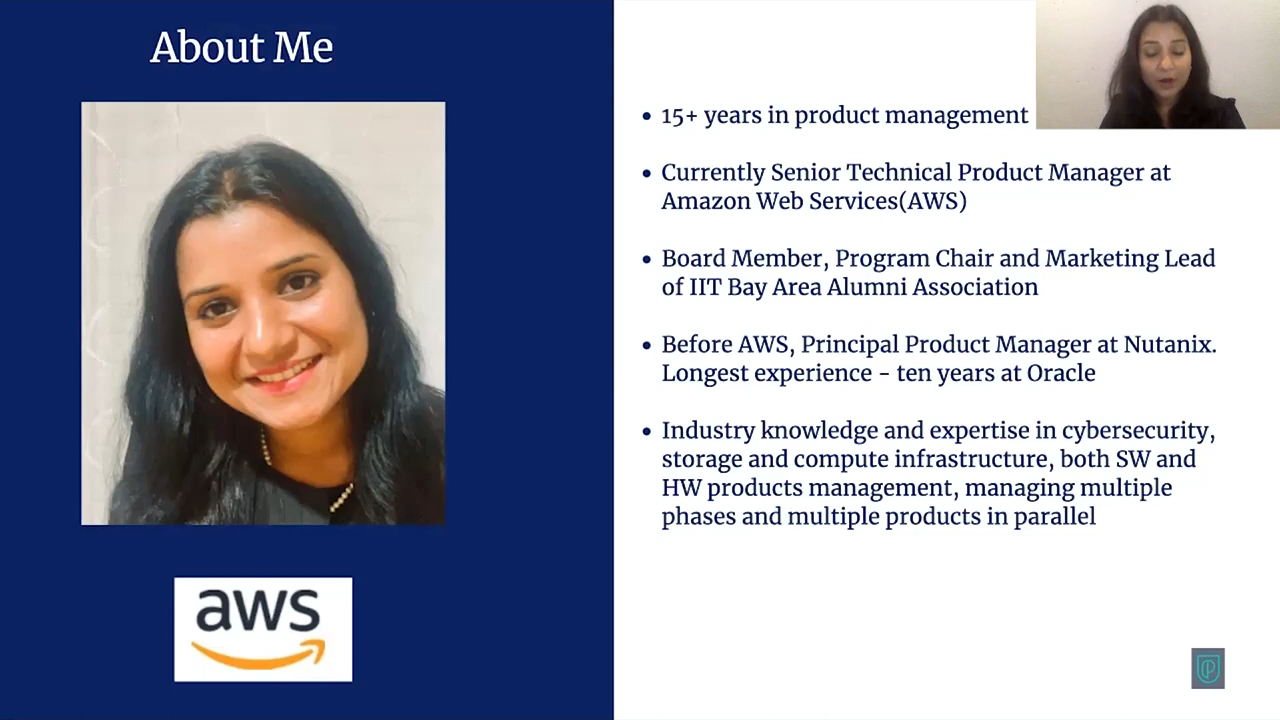 About Me
aws
• 15+ years in product management
• Currently Senior Technical Product Manager at
Amazon Web Services(AWS)
• Board Member, Program Chair and Marketing Lead
of IIT Bay Area Alumni Association
• Before AWS, Principal Product Manager at Nutanix.
Longest experience - ten years at Oracle
• Industry knowledge and expertise in cybersecurity,
storage and compute infrastructure, both SW and
HW products management, managing multiple
phases and multiple products in parallel